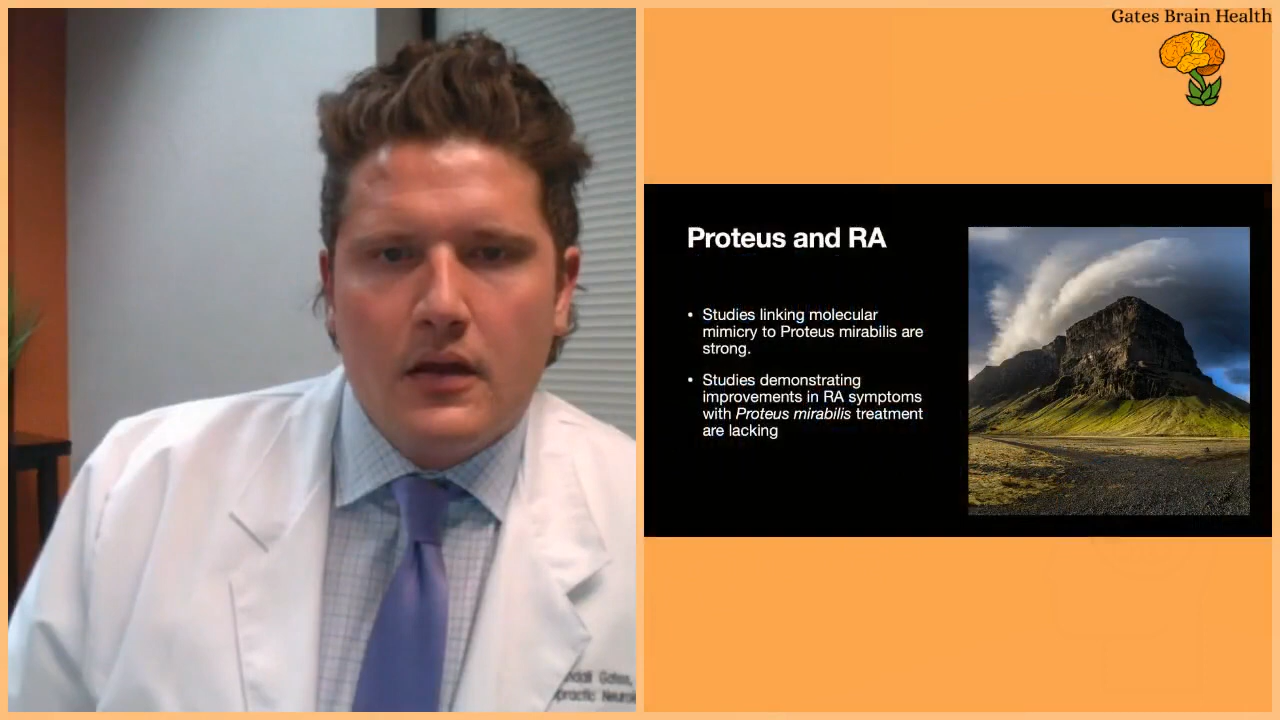 Gates Brain Health
Proteus and RA
• Studies linking molecular
mimicry to Proteus mirabilis are
strong.
• Studies demonstrating
improvements in RA symptoms
with Proteus mirabilis treatment
are lacking
Gates,